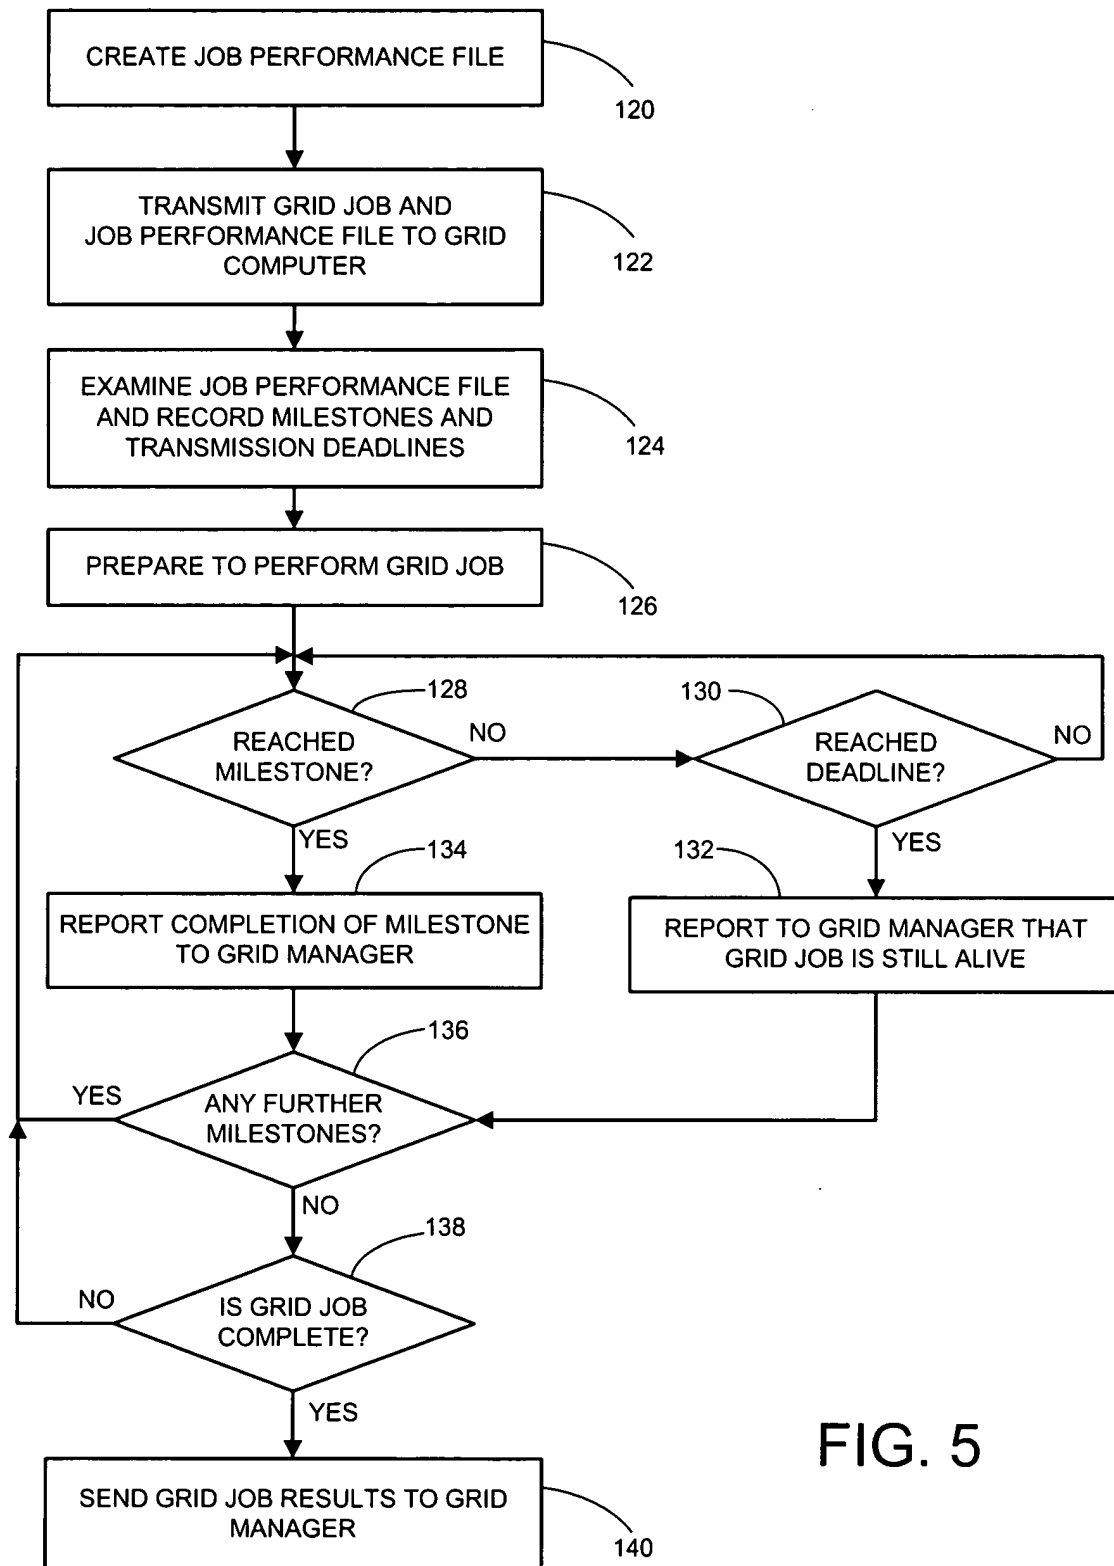 CREATE JOB PERFORMANCE FILE
120
TRANSMIT GRID JOB AND
JOB PERFORMANCE FILE TO GRID
COMPUTER
122
EXAMINE JOB PERFORMANCE FILE
AND RECORD MILESTONES AND
TRANSMISSION DEADLINES
124
PREPARE TO PERFORM GRID JOB
126
128
REACHED
MILESTONE?
NO
YES
130
REACHED
DEADLINE?
NO
YES
134
REPORT COMPLETION OF MILESTONE
TO GRID MANAGER
132
REPORT TO GRID MANAGER THAT
GRID JOB IS STILL ALIVE
136
YES
ANY FURTHER
MILESTONES?
NO
138
NO
IS GRID JOB
COMPLETE?
YES
SEND GRID JOB RESULTS TO GRID
MANAGER
140
FIG. 5